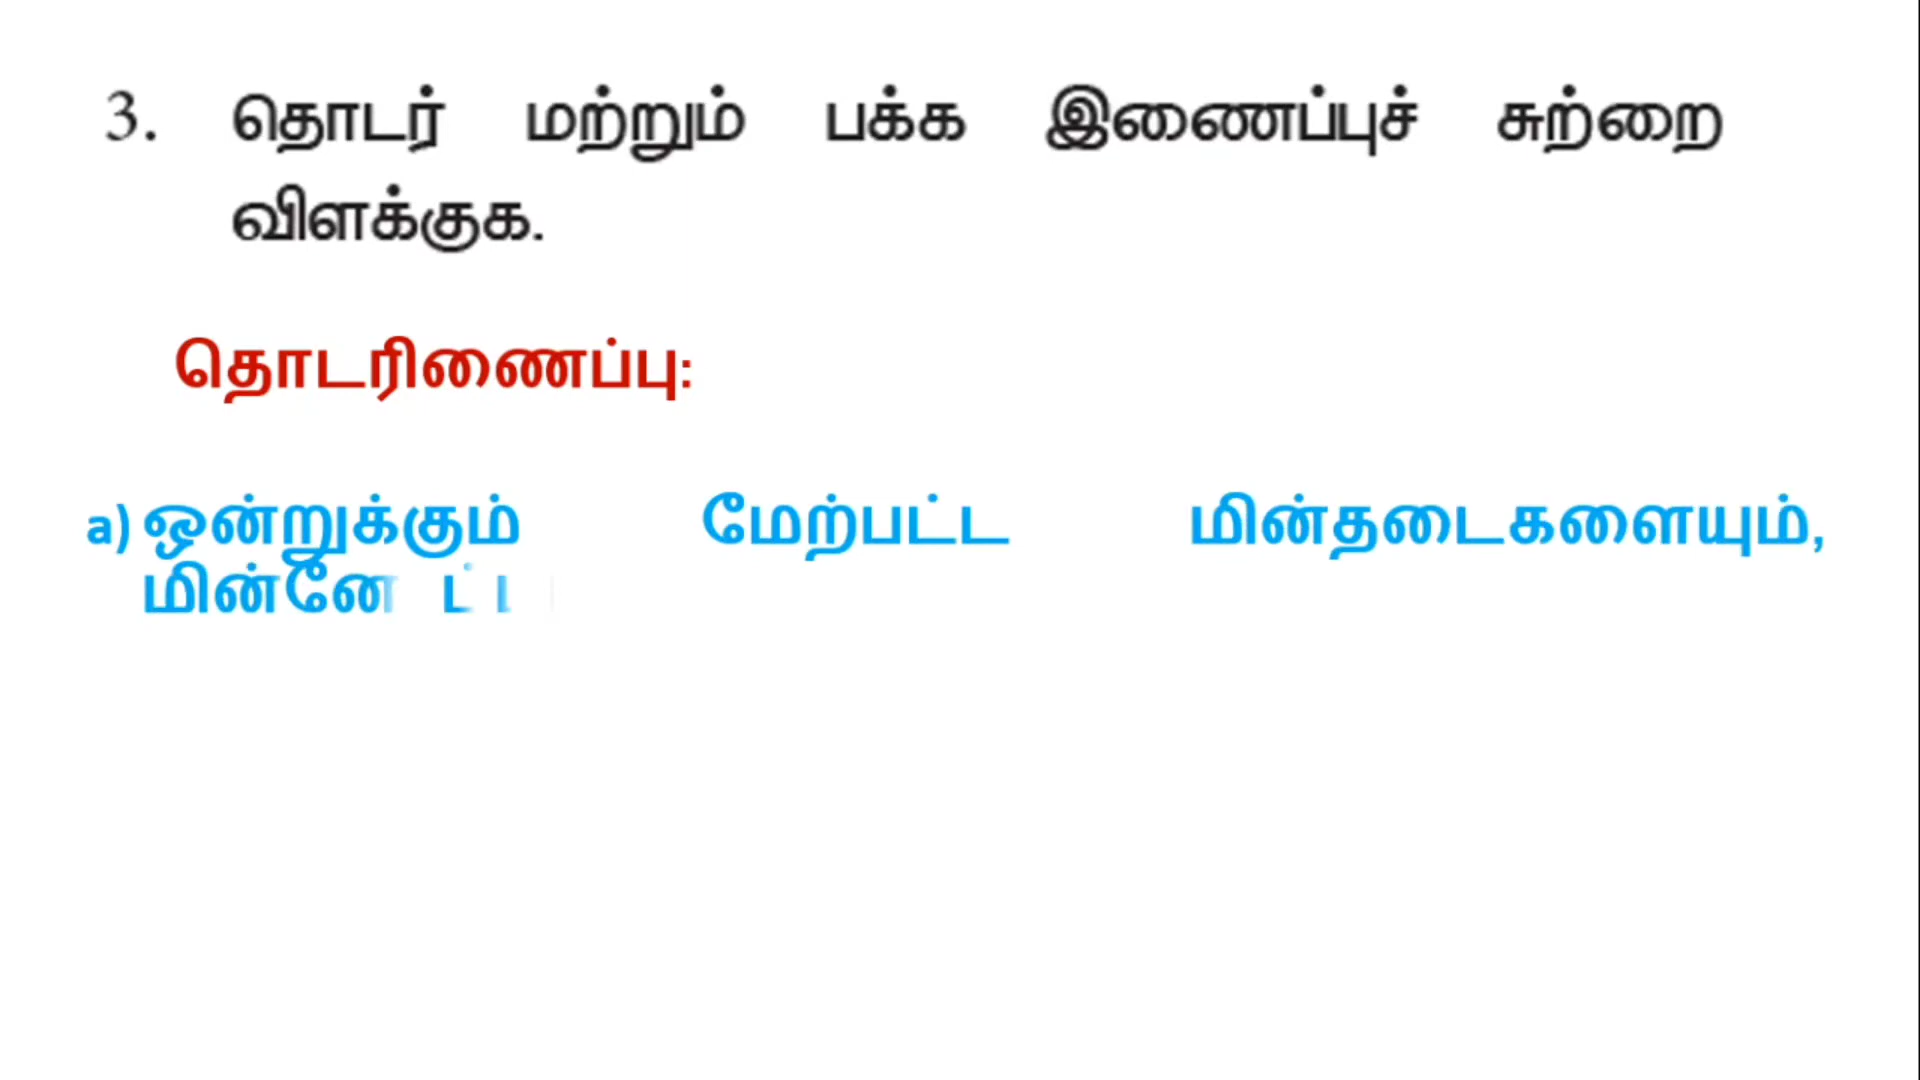 3. தொடர் மற்றும் பக்க இணைப்புச் சுற்றை
விளக்குக.
தொடரிணைப்பு:
a) ஒன்றுக்கும் மேற்பட்ட மின்தடைகளையும்,